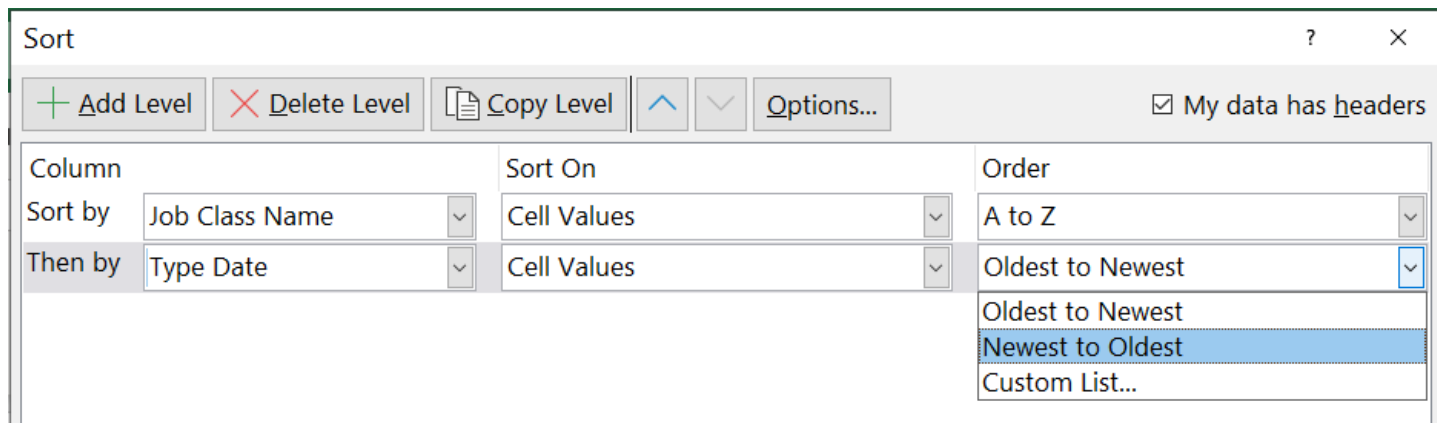 Sort ?
Add Level Delete Level Copy Level Options... My data has headers
Column Sort On Order
Sort by Job Class Name Cell Values A to Z
Then by Type Date Cell Values Oldest to Newest
Oldest to Newest
Newest to Oldest
Custom List...